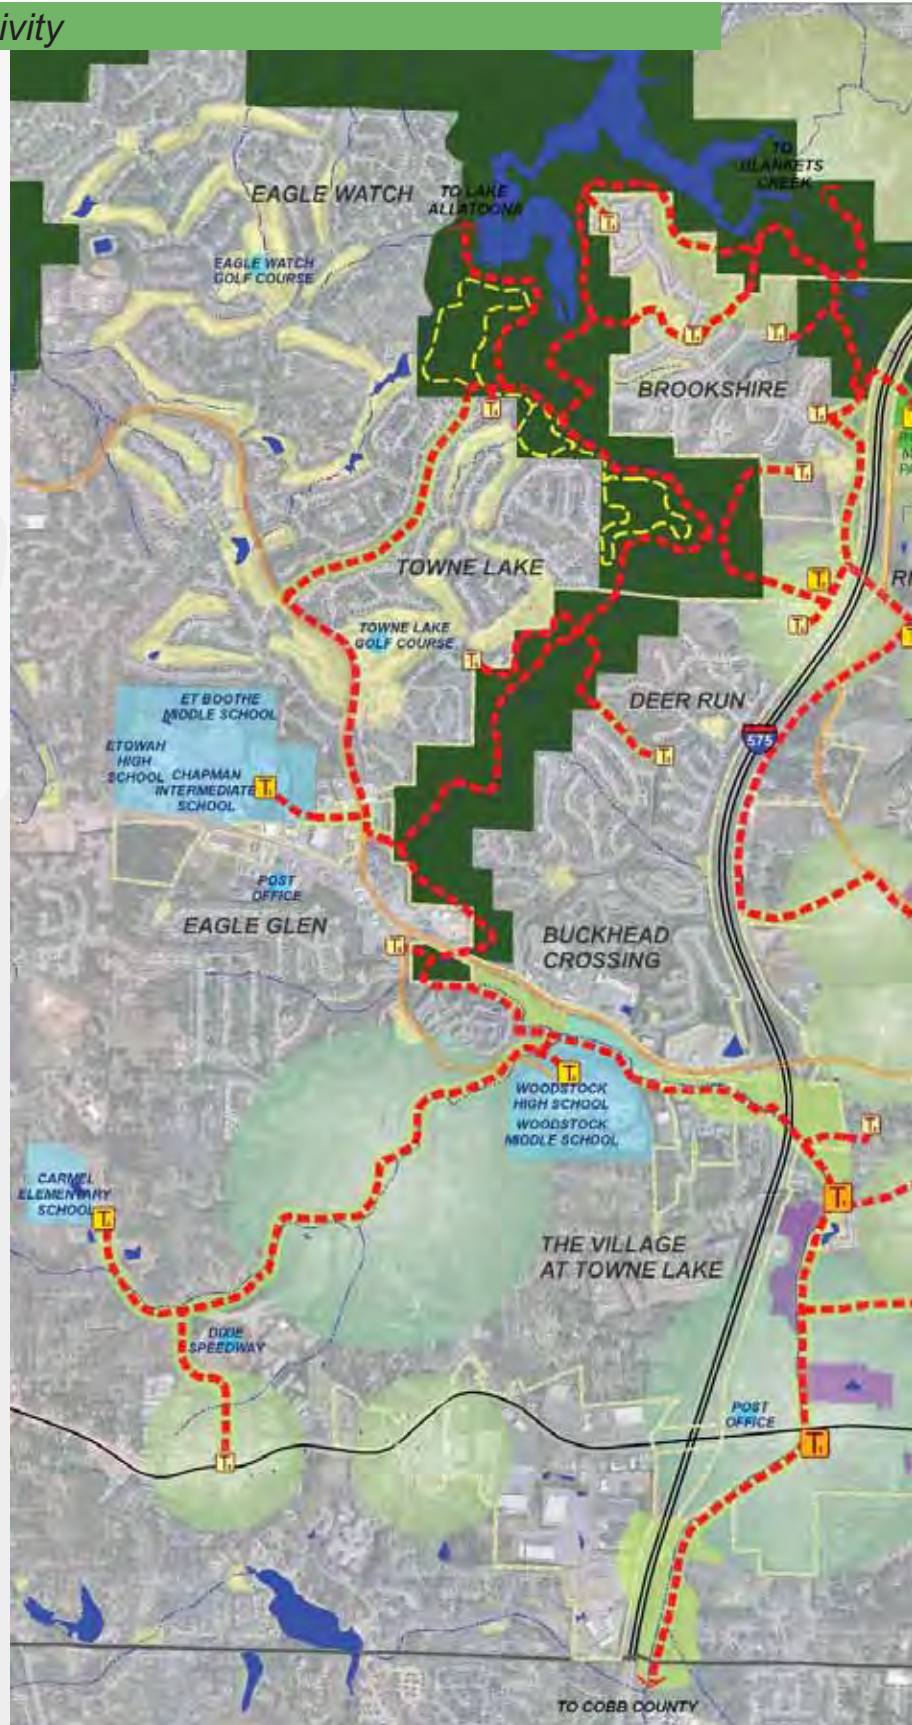 ivity
TO
BLANKETS
CREEK
EAGLE WATCH
TO LAKE
ALLATOONA
EAGLE WATCH
GOLF COURSE
BROOKSHIRE
TOWNE LAKE
TOWNE LAKE
GOLF COURSE
ET BOOTHE
MIDDLE SCHOOL
DEER RUN
575
ETOWAH
HIGH
SCHOOL
CHAPMAN
INTERMEDIATE
SCHOOL
POST
OFFICE
EAGLE GLEN
BUCKHEAD
CROSSING
WOODSTOCK
HIGH SCHOOL
WOODSTOCK
MIDDLE SCHOOL
CARMEL
ELEMENTARY
SCHOOL
THE VILLAGE
AT TOWNE LAKE
DIXIE
SPEEDWAY
POST
OFFICE
TO COBB COUNTY